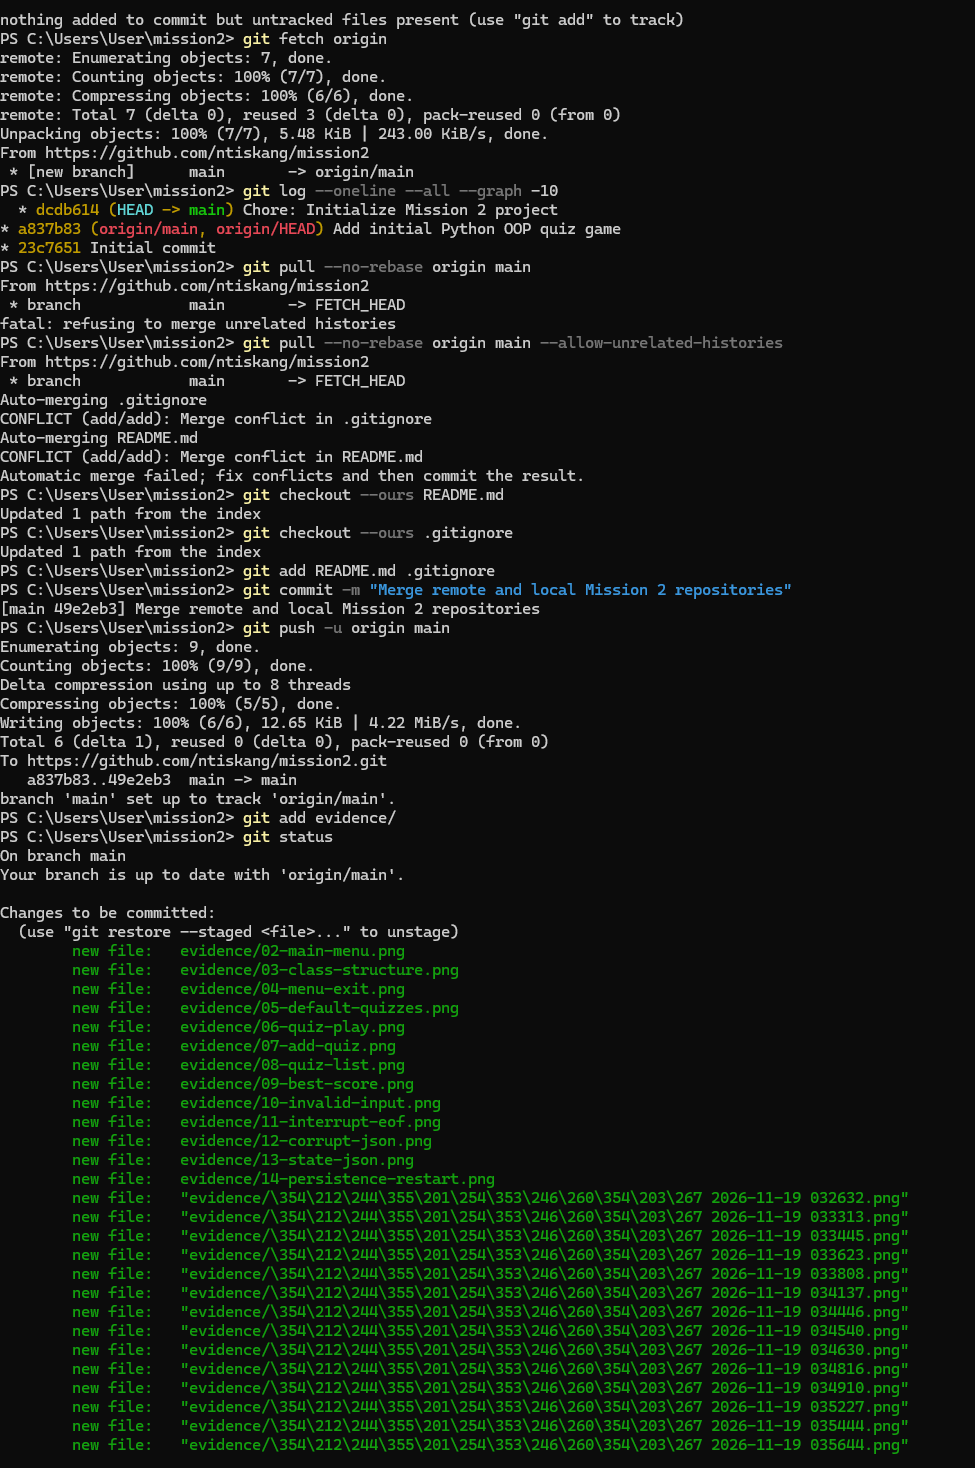 nothing added to commit but untracked files present (use "git add" to track)
PS C:\Users\User\mission2> git fetch origin
remote: Enumerating objects: 7, done.
remote: Counting objects: 100% (7/7), done.
remote: Compressing objects: 100% (6/6), done.
remote: Total 7 (delta 0), reused 3 (delta 0), pack-reused 0 (from 0)
Unpacking objects: 100% (7/7), 5.48 KiB | 243.00 KiB/s, done.
From https://github.com/ntiskang/mission2
 * [new branch]      main       -> origin/main
PS C:\Users\User\mission2> git log --oneline --all --graph -10
  * dcdb614 (HEAD -> main) Chore: Initialize Mission 2 project
* a837b83 (origin/main, origin/HEAD) Add initial Python OOP quiz game
* 23c7651 Initial commit
PS C:\Users\User\mission2> git pull --no-rebase origin main
From https://github.com/ntiskang/mission2
 * branch            main       -> FETCH_HEAD
fatal: refusing to merge unrelated histories
PS C:\Users\User\mission2> git pull --no-rebase origin main --allow-unrelated-histories
From https://github.com/ntiskang/mission2
 * branch            main       -> FETCH_HEAD
Auto-merging .gitignore
CONFLICT (add/add): Merge conflict in .gitignore
Auto-merging README.md
CONFLICT (add/add): Merge conflict in README.md
Automatic merge failed; fix conflicts and then commit the result.
PS C:\Users\User\mission2> git checkout --ours README.md
Updated 1 path from the index
PS C:\Users\User\mission2> git checkout --ours .gitignore
Updated 1 path from the index
PS C:\Users\User\mission2> git add README.md .gitignore
PS C:\Users\User\mission2> git commit -m "Merge remote and local Mission 2 repositories"
[main 49e2eb3] Merge remote and local Mission 2 repositories
PS C:\Users\User\mission2> git push -u origin main
Enumerating objects: 9, done.
Counting objects: 100% (9/9), done.
Delta compression using up to 8 threads
Compressing objects: 100% (5/5), done.
Writing objects: 100% (6/6), 12.65 KiB | 4.22 MiB/s, done.
Total 6 (delta 1), reused 0 (delta 0), pack-reused 0 (from 0)
To https://github.com/ntiskang/mission2.git
   a837b83..49e2eb3  main -> main
branch 'main' set up to track 'origin/main'.
PS C:\Users\User\mission2> git add evidence/
PS C:\Users\User\mission2> git status
On branch main
Your branch is up to date with 'origin/main'.

Changes to be committed:
  (use "git restore --staged <file>..." to unstage)
        new file:   evidence/02-main-menu.png
        new file:   evidence/03-class-structure.png
        new file:   evidence/04-menu-exit.png
        new file:   evidence/05-default-quizzes.png
        new file:   evidence/06-quiz-play.png
        new file:   evidence/07-add-quiz.png
        new file:   evidence/08-quiz-list.png
        new file:   evidence/09-best-score.png
        new file:   evidence/10-invalid-input.png
        new file:   evidence/11-interrupt-eof.png
        new file:   evidence/12-corrupt-json.png
        new file:   evidence/13-state-json.png
        new file:   evidence/14-persistence-restart.png
        new file:   "evidence/\354\212\244\355\201\254\353\246\260\354\203\267 2026-11-19 032632.png"
        new file:   "evidence/\354\212\244\355\201\254\353\246\260\354\203\267 2026-11-19 033313.png"
        new file:   "evidence/\354\212\244\355\201\254\353\246\260\354\203\267 2026-11-19 033445.png"
        new file:   "evidence/\354\212\244\355\201\254\353\246\260\354\203\267 2026-11-19 033623.png"
        new file:   "evidence/\354\212\244\355\201\254\353\246\260\354\203\267 2026-11-19 033808.png"
        new file:   "evidence/\354\212\244\355\201\254\353\246\260\354\203\267 2026-11-19 034137.png"
        new file:   "evidence/\354\212\244\355\201\254\353\246\260\354\203\267 2026-11-19 034446.png"
        new file:   "evidence/\354\212\244\355\201\254\353\246\260\354\203\267 2026-11-19 034540.png"
        new file:   "evidence/\354\212\244\355\201\254\353\246\260\354\203\267 2026-11-19 034630.png"
        new file:   "evidence/\354\212\244\355\201\254\353\246\260\354\203\267 2026-11-19 034816.png"
        new file:   "evidence/\354\212\244\355\201\254\353\246\260\354\203\267 2026-11-19 034910.png"
        new file:   "evidence/\354\212\244\355\201\254\353\246\260\354\203\267 2026-11-19 035227.png"
        new file:   "evidence/\354\212\244\355\201\254\353\246\260\354\203\267 2026-11-19 035444.png"
        new file:   "evidence/\354\212\244\355\201\254\353\246\260\354\203\267 2026-11-19 035644.png"